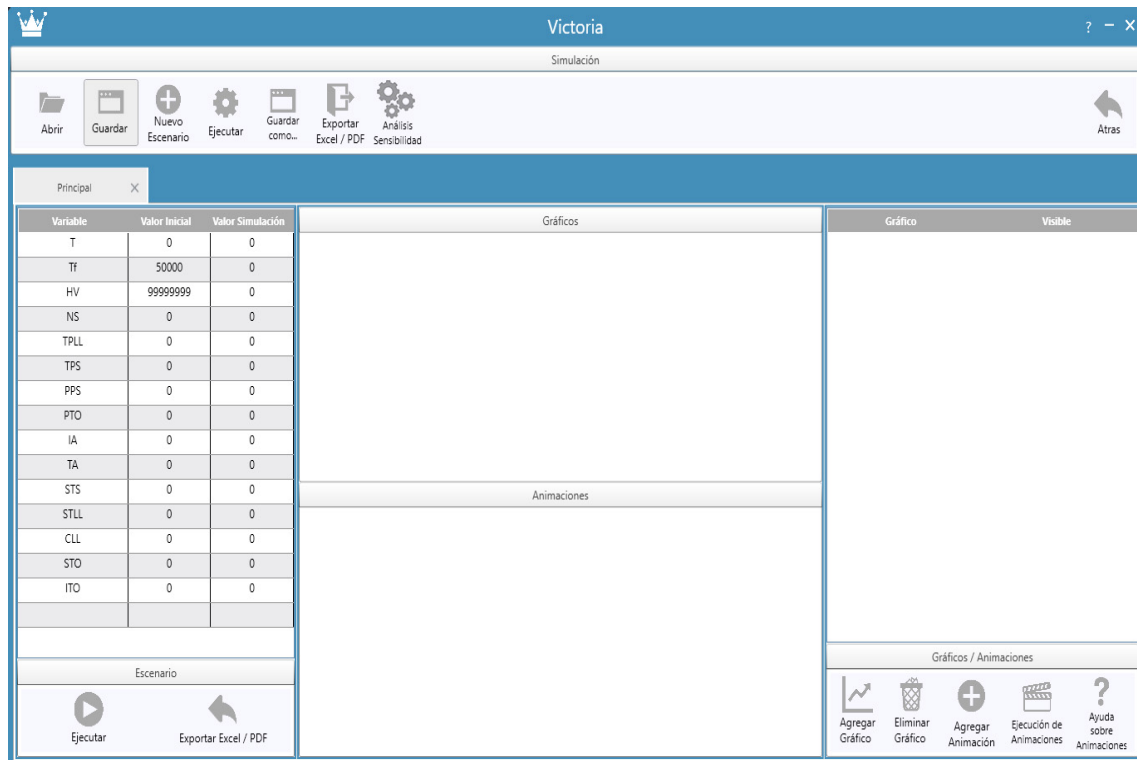 Victoria
? — X
Simulación
Abrir
Guardar
Nuevo
Escenario
Ejecutar
Guardar
como...
Exportar
Excel / PDF
Análisis
Sensibilidad
Atras
Principal X
Variable Valor Inicial Valor Simulación
T 0 0
Tf 50000 0
HV 99999999 0
NS 0 0
TPLL 0 0
TPS 0 0
PPS 0 0
PTO 0 0
IA 0 0
TA 0 0
STS 0 0
STLL 0 0
CLL 0 0
STO 0 0
ITO 0 0
Escenario
Ejecutar
Exportar Excel / PDF
Gráficos
Animaciones
Gráfico Visible
Gráficos / Animaciones
Agregar
Gráfico
Eliminar
Gráfico
Agregar
Animación
Ejecución de
Animaciones
?
Ayuda
sobre
Animaciones